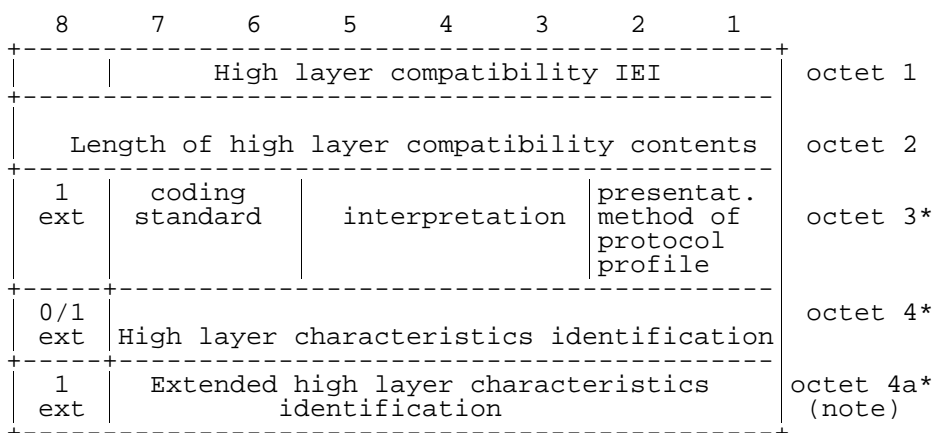 8 7 6 5 4 3 2 1
High layer compatibility IEI octet 1
Length of high layer compatibility contents octet 2
1 coding presentat.
ext standard interpretation method of octet 3*
protocol
profile
0/1 octet 4*
ext High layer characteristics identification
1 Extended high layer characteristics octet 4a*
ext identification (note)